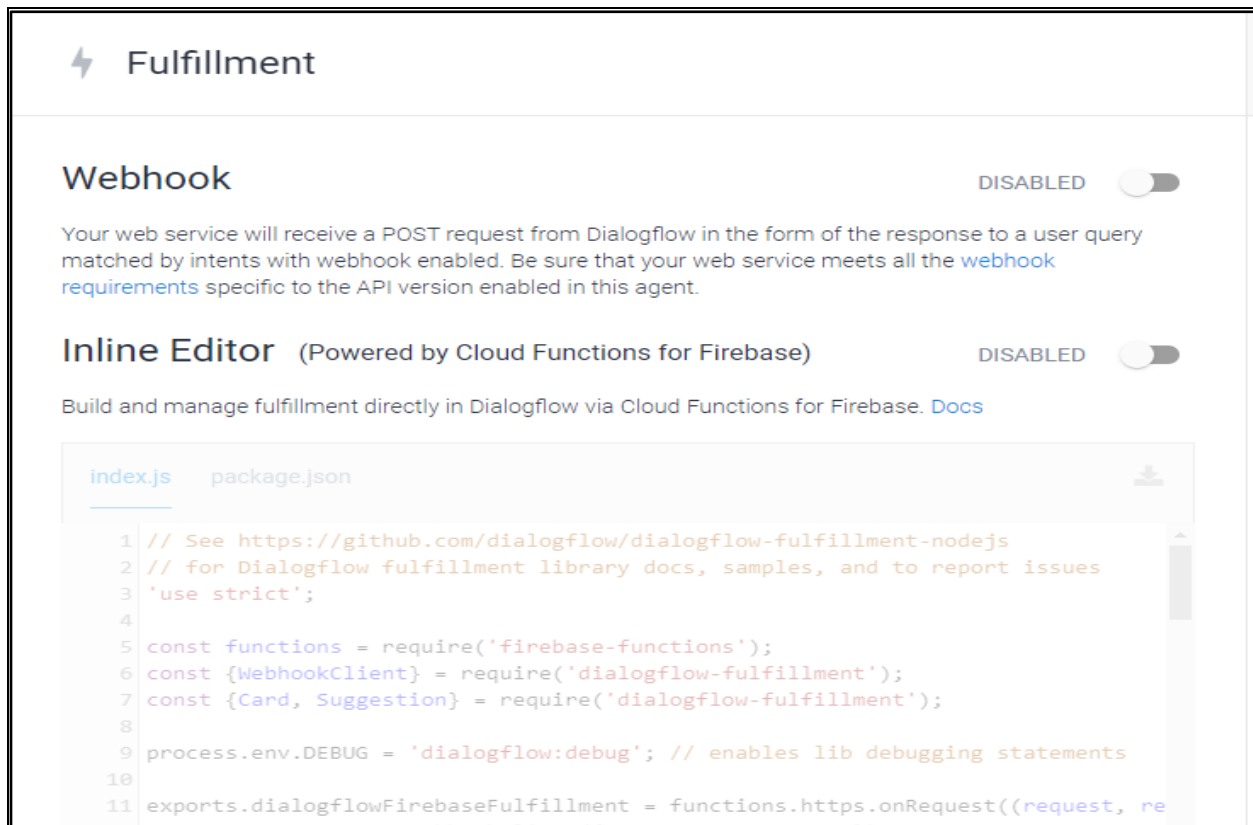 Fulfillment
Webhook
DISABLED
Your web service will receive a POST request from Dialogflow in the form of the response to a user query
matched by intents with webhook enabled. Be sure that your web service meets all the webhook
requirements specific to the API version enabled in this agent.
Inline Editor (Powered by Cloud Functions for Firebase)
DISABLED
Build and manage fulfillment directly in Dialogflow via Cloud Functions for Firebase. Docs
index.js package.json
1 // See https://github.com/dialogflow/dialogflow-fulfillment-nodejs
2 // for Dialogflow fulfillment library docs, samples, and to report issues
3 'use strict';
4
5 const functions = require('firebase-functions');
6 const {WebhookClient} = require('dialogflow-fulfillment');
7 const {Card, Suggestion} = require('dialogflow-fulfillment');
8
9 process.env.DEBUG = 'dialogflow:debug'; // enables lib debugging statements
10
11 exports.dialogflowFirebaseFulfillment = functions.https.onRequest((request, re